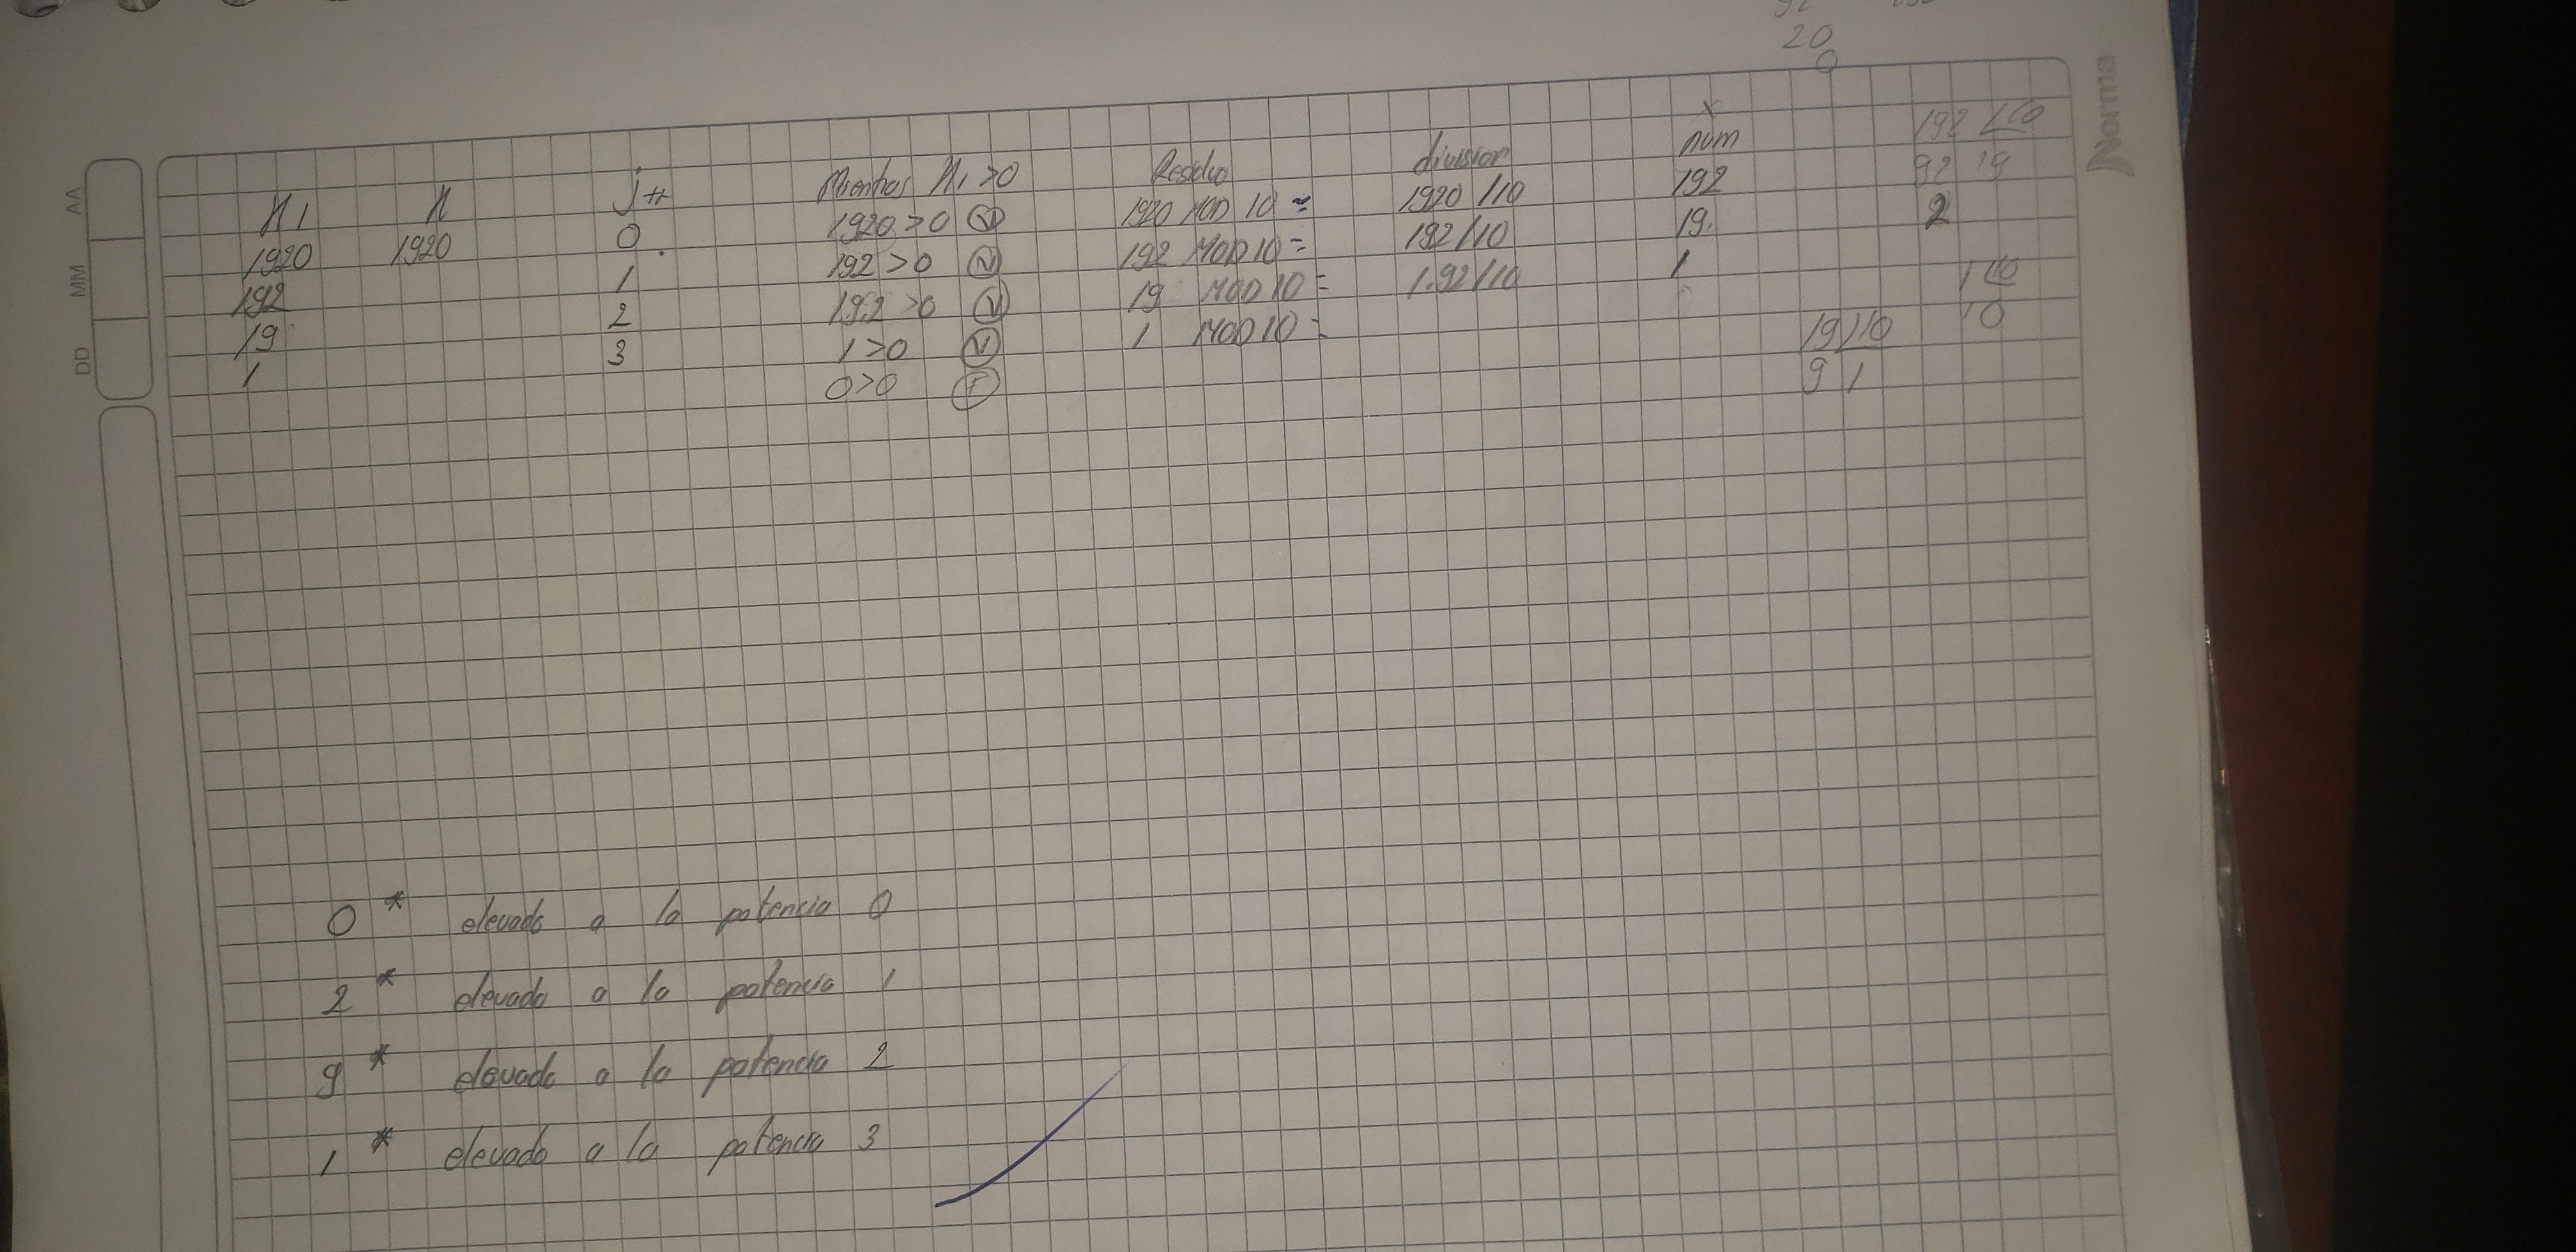 20
0
Norma
AA
MM
DD
N1 N j++ Mientras N1 >0 Residuo division x num
1920 1920 0 1920 >0 V 1920 MOD 10 = 1920 /10 192
192 1 192 >0 V 192 MOD 10 = 192/10 19.
19 2 19.2 >0 V 19 MOD 10 = 1.92/10 1
1 3 1 >0 V 1 MOD 10 =
0>0 F
192 10
92 19
2
1 10
10
19 10
9 1
0 * elevado a la potencia 0
2 * elevado a la potencia 1
9 * elevado a la potencia 2
1 * elevado a la potencia 3